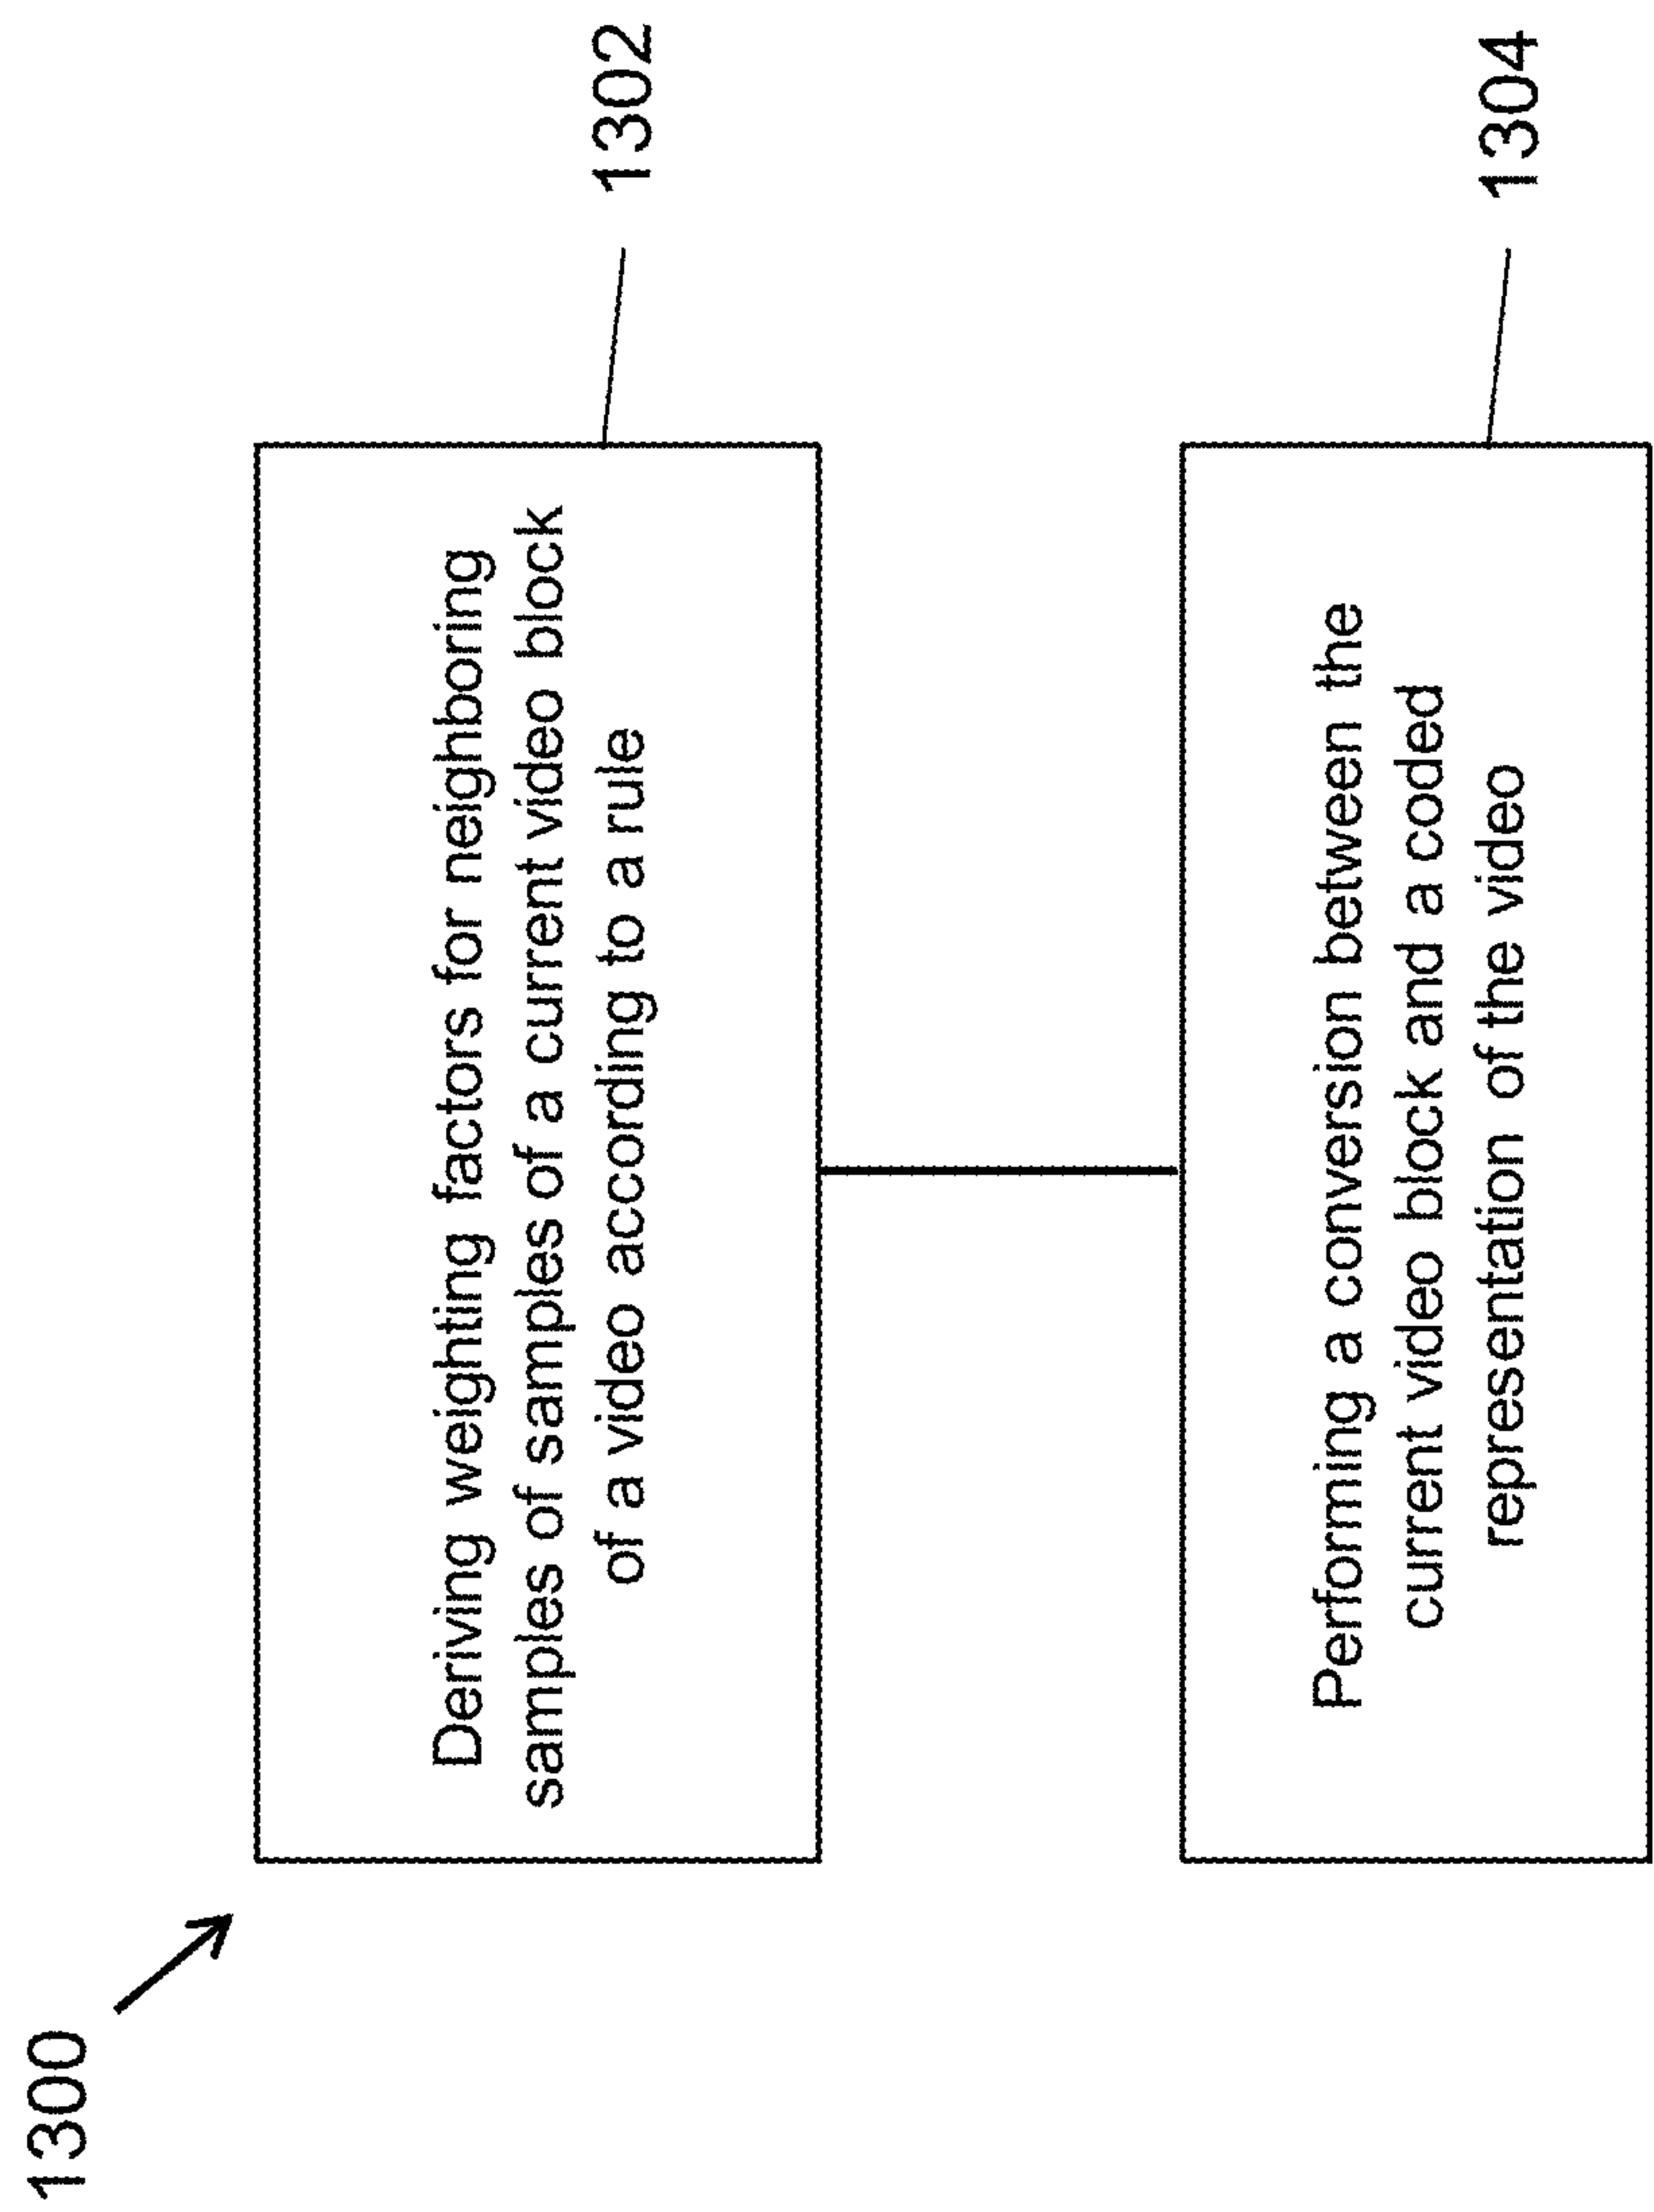 1300
Deriving weighting factors for neighboring
samples of samples of a current video block
of a video according to a rule
1302
Performing a conversion between the
current video block and a coded
representation of the video
1304